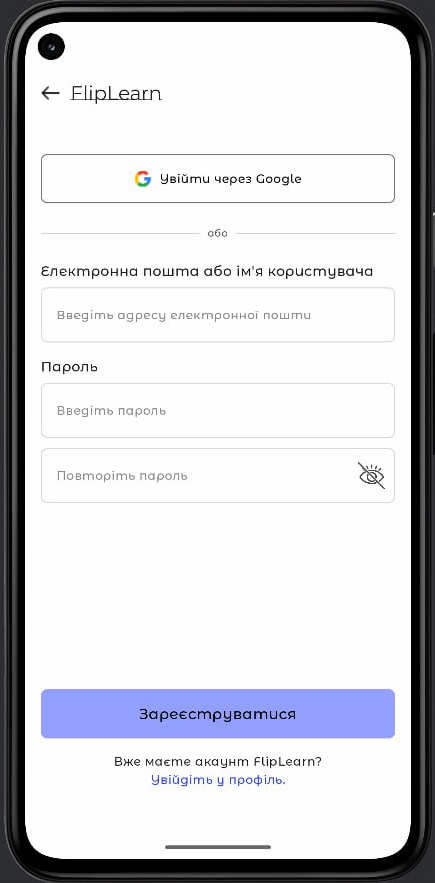 FlipLearn
Увійти через Google
або
Електронна пошта або ім'я користувача
Введіть адресу електронної пошти
Пароль
Введіть пароль
Повторіть пароль
Зареєструватися
Вже маєте акаунт FlipLearn?
Увійдіть у профіль.